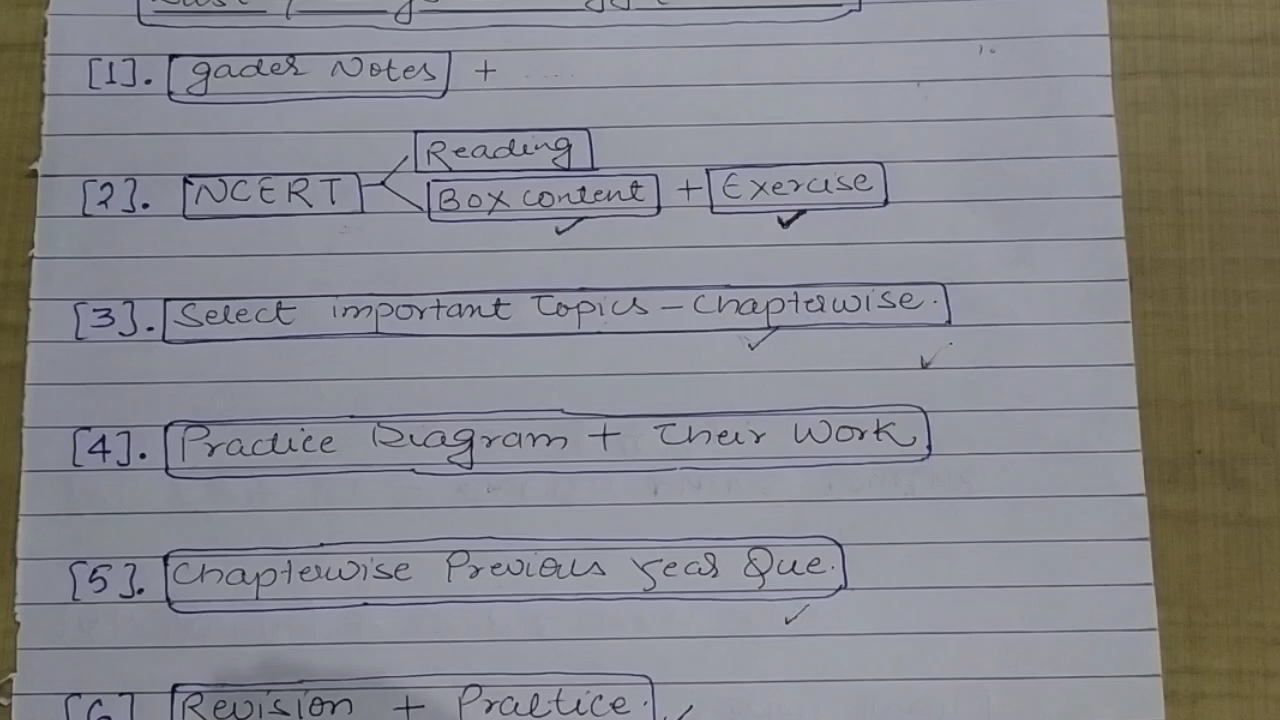 [1]. gader Notes +
Reading
[2]. NCERT Box content + Exercise
[3]. Select important Topics - Chapterwise.
[4]. Practice Diagram + Their Work
[5]. Chapterwise Previous year Que.
[6] Revision + Practice.